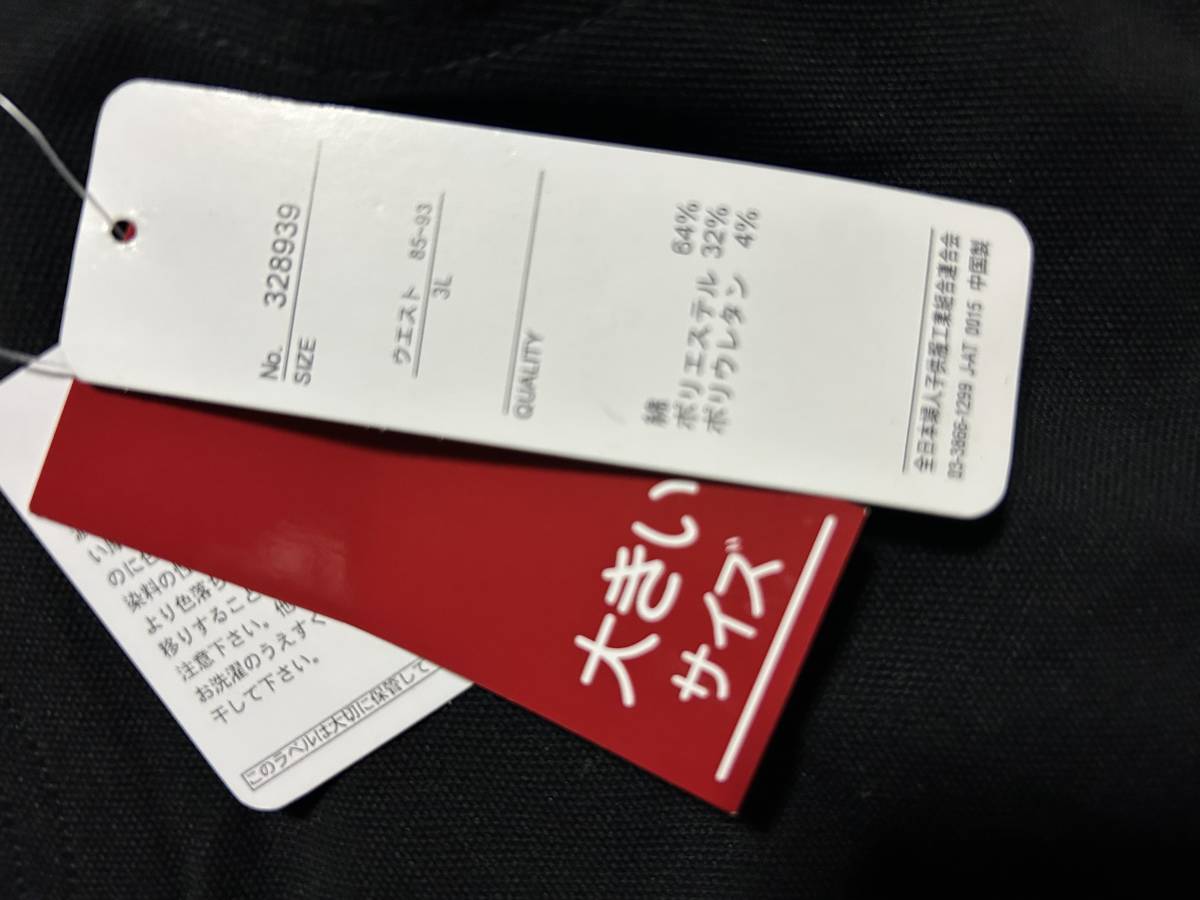 No. 328939
SIZE
ウエスト 85~93
3L
QUALITY
綿 64%
ポリエステル 32%
ポリウレタン 4%
全日本婦人子供服工業組合連合会
03-3866-1299 J-AT 0015 中国製
大きい
サイズ
い
のに
染料の
より色落ち
移りすること
注意下さい。他
お洗濯のうえすぐ
干して下さい。
このラベルは大切に保管して